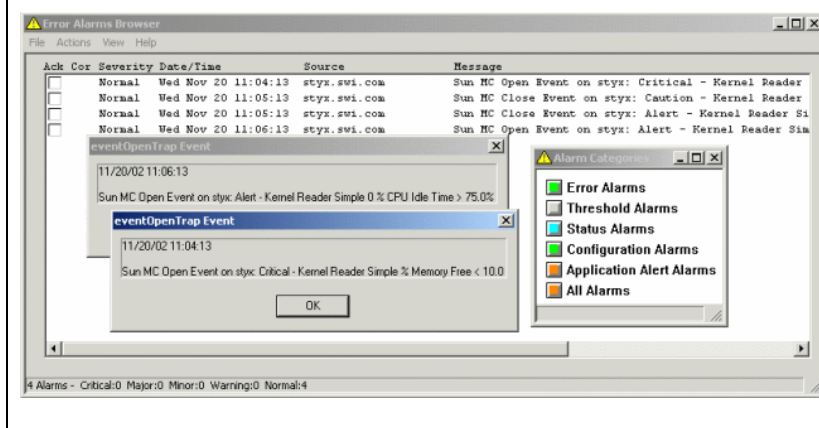 Error Alarms Browser
File Actions View Help
Ack Cor Severity Date/Time Source Message
Normal Wed Nov 20 11:04:13 styx.swi.com Sun MC Open Event on styx: Critical - Kernel Reader
Normal Wed Nov 20 11:05:13 styx.swi.com Sun MC Close Event on styx: Caution - Kernel Reader
Normal Wed Nov 20 11:05:13 styx.swi.com Sun MC Close Event on styx: Alert - Kernel Reader Si
Normal Wed Nov 20 11:06:13 styx.swi.com Sun MC Open Event on styx: Alert - Kernel Reader Sim
eventOpenTrap Event
11/20/02 11:06:13
Sun MC Open Event on styx: Alert - Kernel Reader Simple 0 % CPU Idle Time > 75.0%
eventOpenTrap Event
11/20/02 11:04:13
Sun MC Open Event on styx: Critical - Kernel Reader Simple % Memory Free < 10.0
OK
Alarm Categories
Error Alarms
Threshold Alarms
Status Alarms
Configuration Alarms
Application Alert Alarms
All Alarms
4 Alarms - Critical:0 Major:0 Minor:0 Warning:0 Normal:4